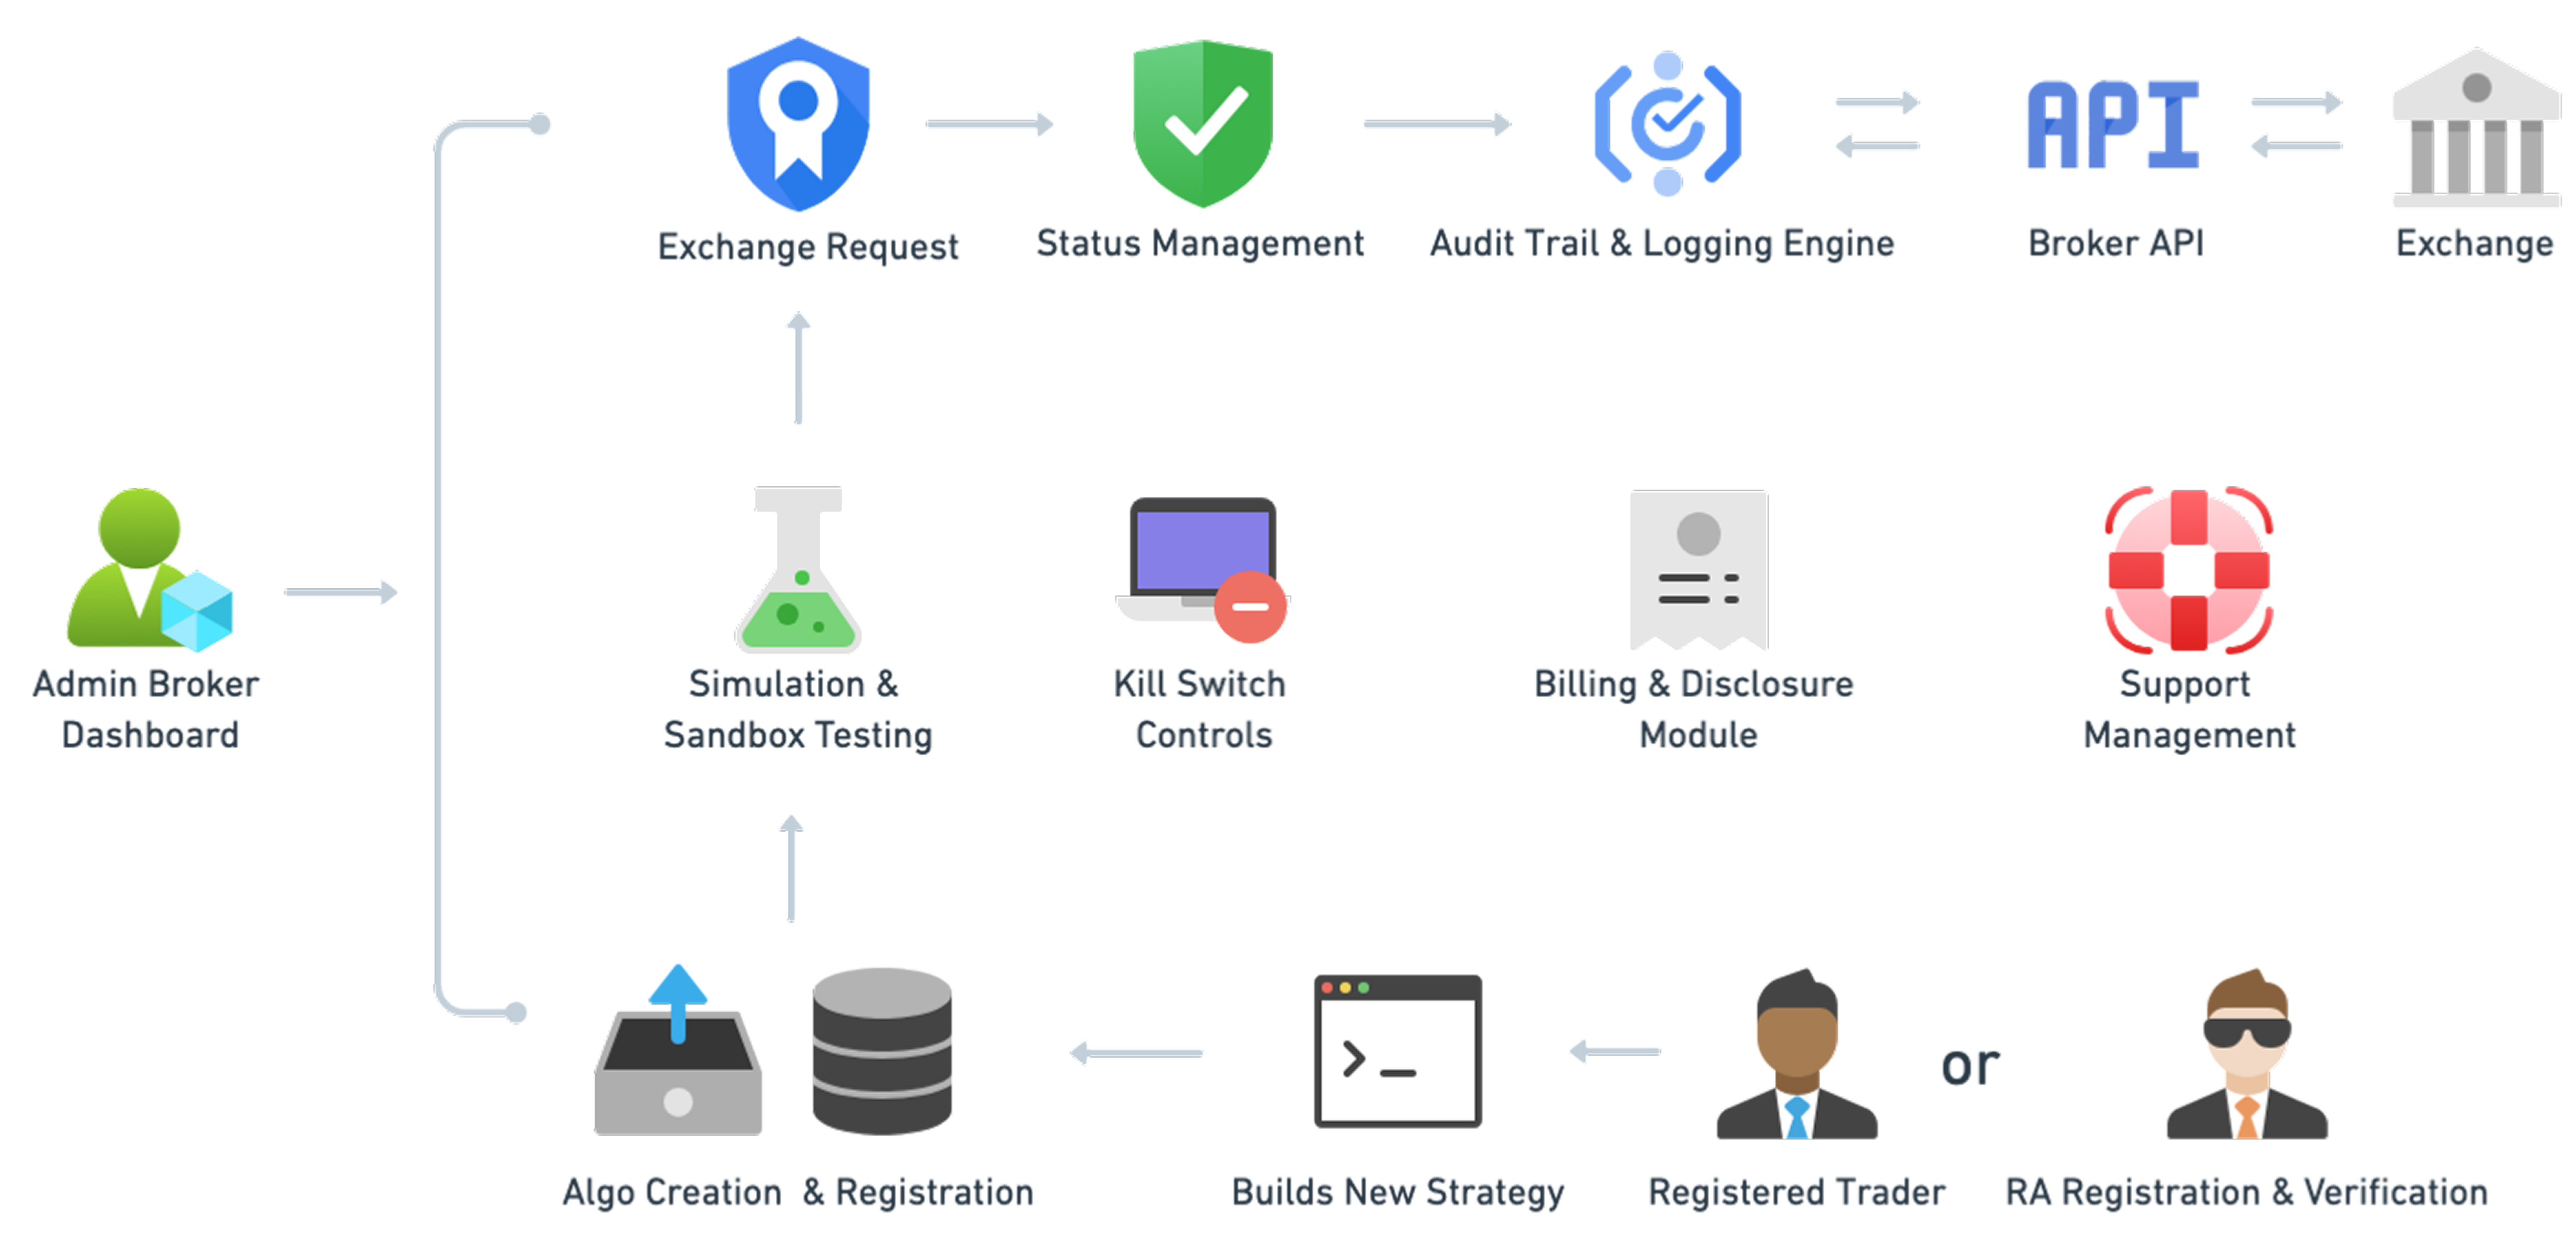 API
Exchange Request
Status Management
Audit Trail & Logging Engine
Broker API
Exchange
Admin Broker
Dashboard
Simulation &
Sandbox Testing
Kill Switch
Controls
Billing & Disclosure
Module
Support
Management
or
Algo Creation & Registration
Builds New Strategy
Registered Trader
RA Registration & Verification